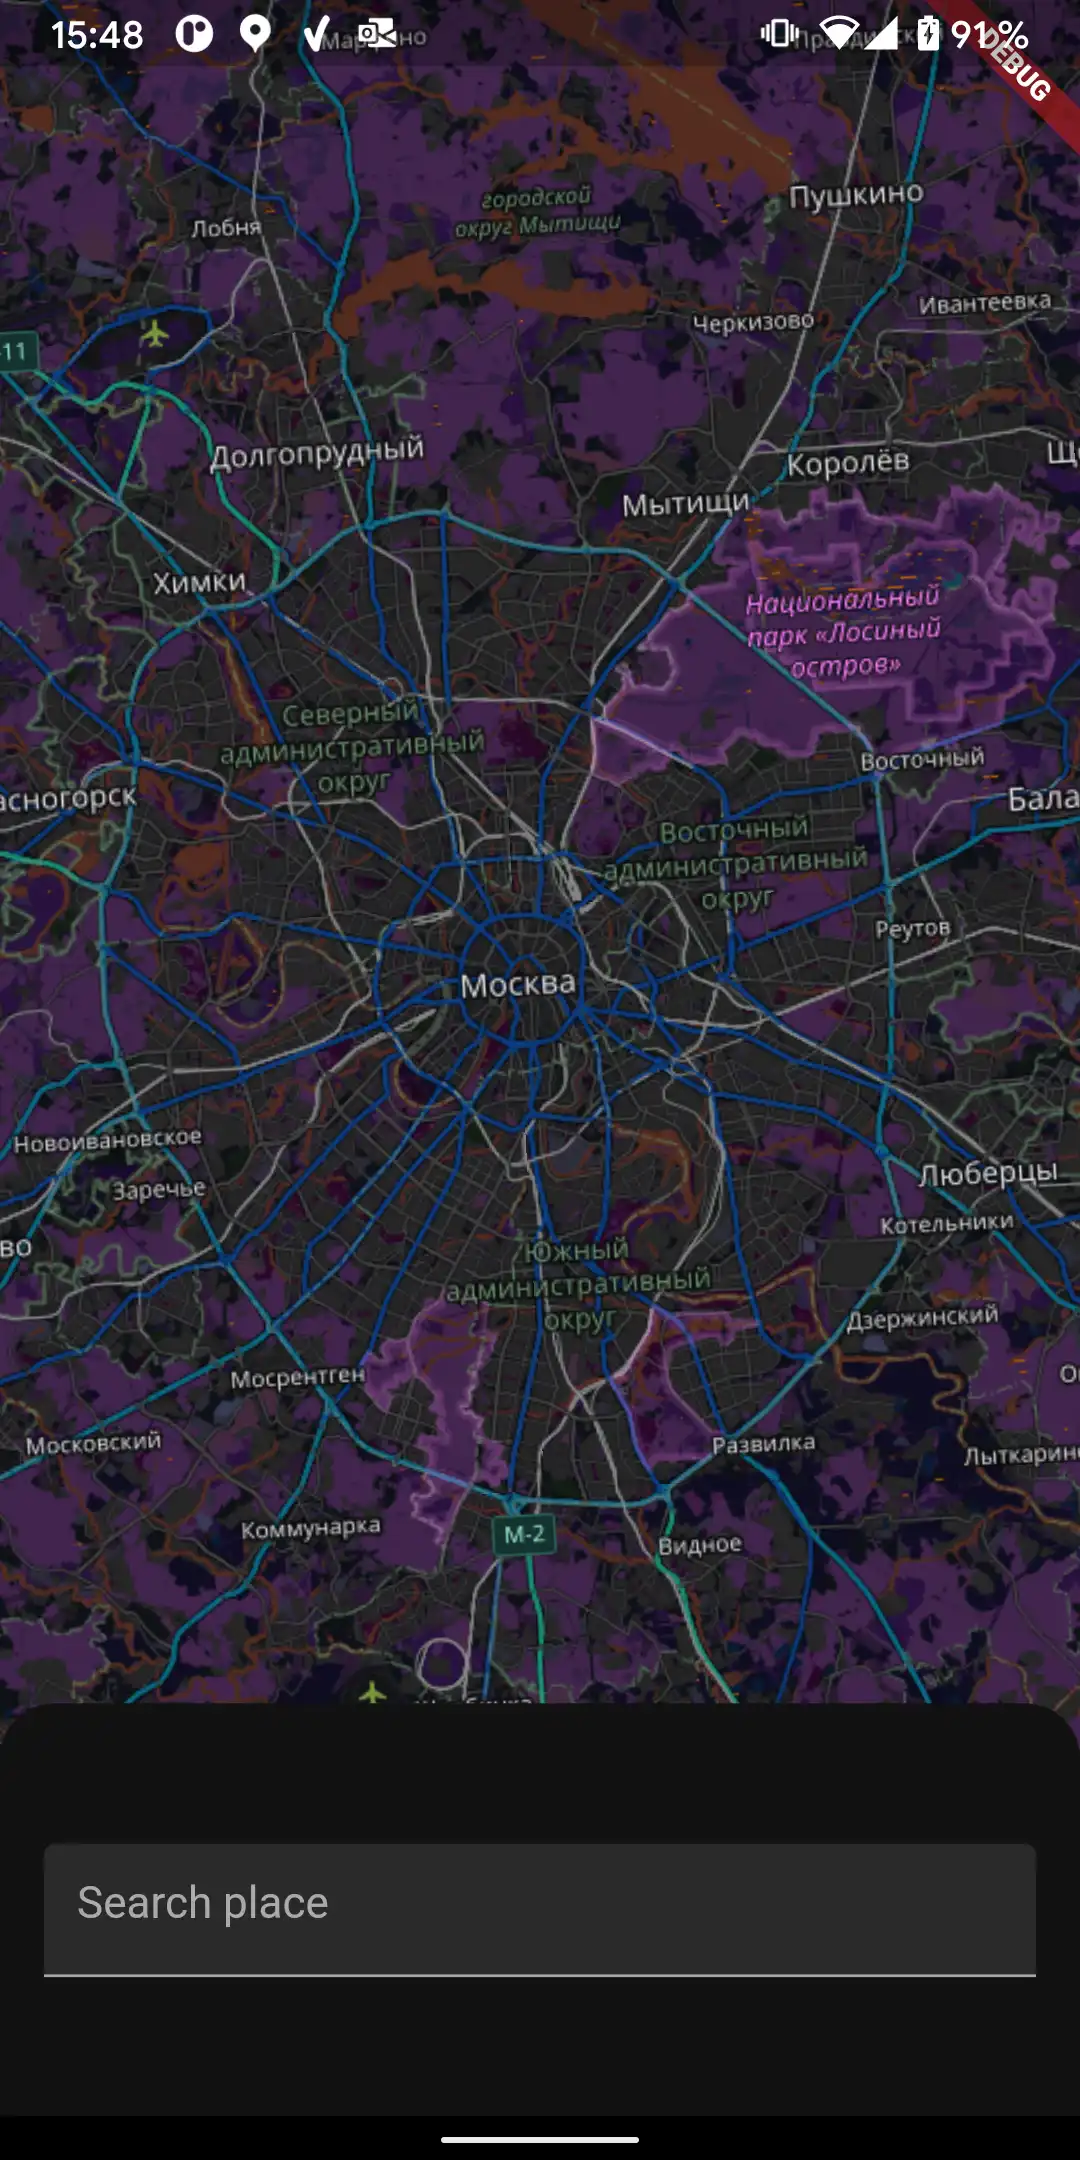 15:48
91%
DEBUG
городской
округ Мытищи
Пушкино
Лобня
Ивантеевка
Черкизово
-11
Долгопрудный
Королёв
Мытищи
Химки
Национальный
парк «Лосиный
остров»
Северный
административный
округ
Восточный
асногорск
Бала
Восточный
административный
округ
Реутов
Москва
Новоивановское
Заречье
Люберцы
Котельники
во
Южный
административный
округ
Дзержинский
Мосрентген
Московский
Развилка
Лыткарин
Коммунарка
М-2
Видное
Search place